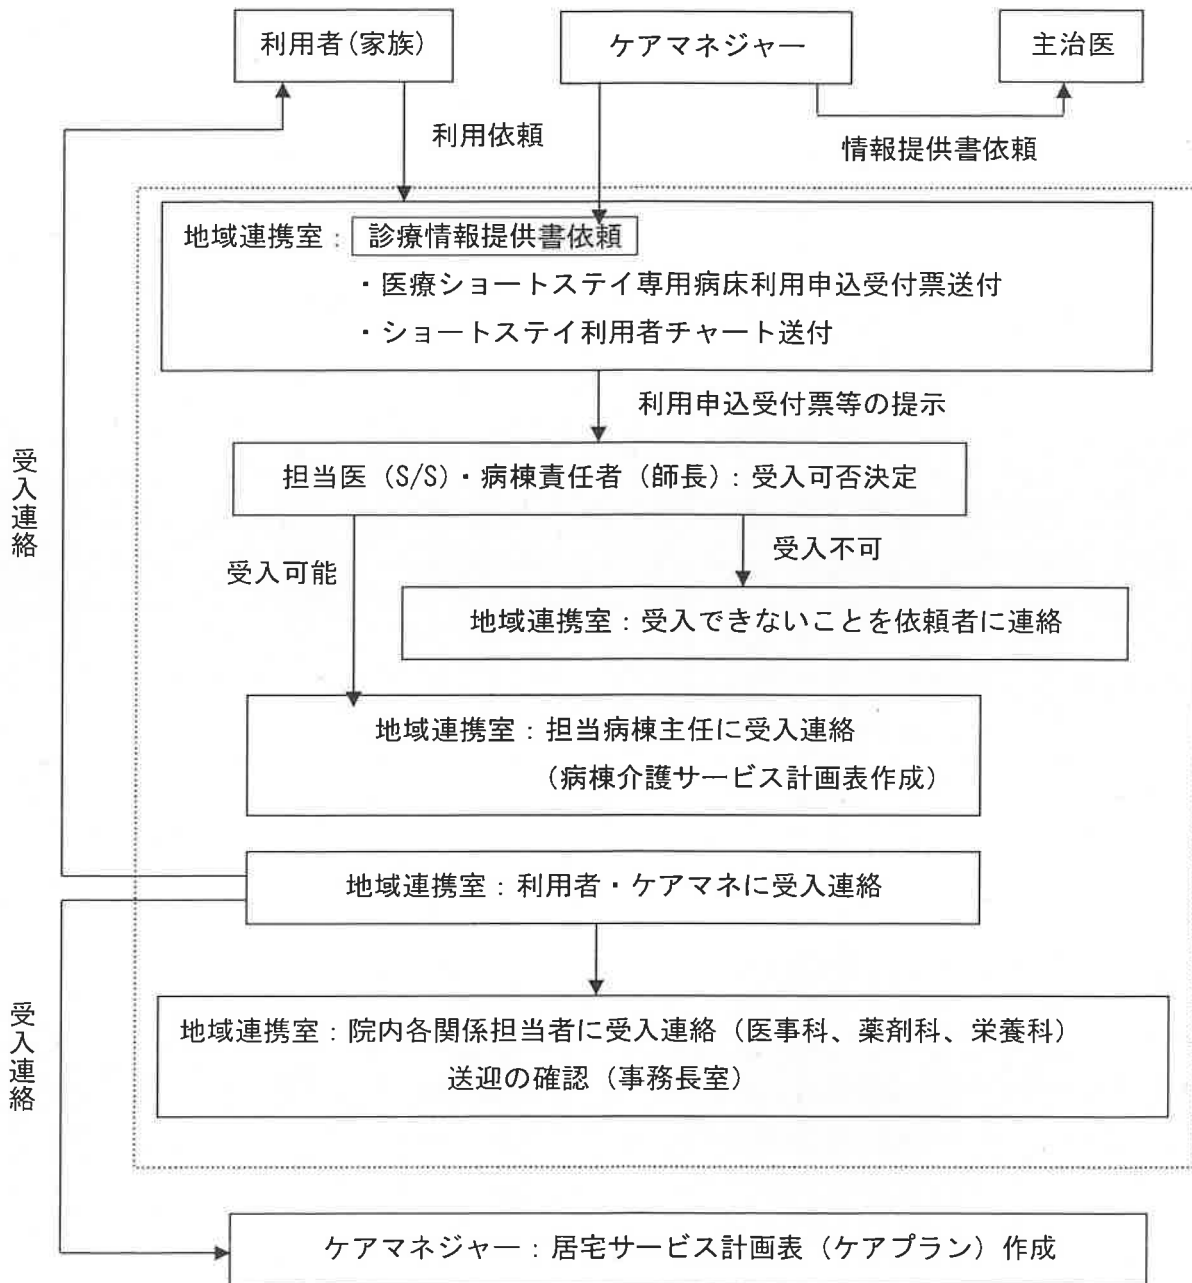 利用者(家族)
ケアマネジャー
主治医
利用依頼
情報提供書依頼
地域連携室：診療情報提供書依頼
・医療ショートステイ専用病床利用申込受付票送付
・ショートステイ利用者チャート送付
利用申込受付票等の提示
受入連絡
担当医（S/S）・病棟責任者（師長）：受入可否決定
受入可能
受入不可
地域連携室：受入できないことを依頼者に連絡
地域連携室：担当病棟主任に受入連絡
（病棟介護サービス計画表作成）
地域連携室：利用者・ケアマネに受入連絡
受入連絡
地域連携室：院内各関係担当者に受入連絡（医事科、薬剤科、栄養科）
送迎の確認（事務長室）
ケアマネジャー：居宅サービス計画表（ケアプラン）作成